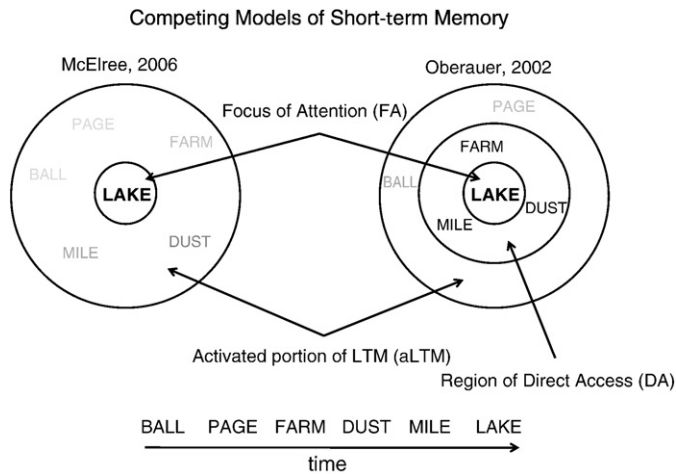 Competing Models of Short-term Memory
McElree, 2006
Oberauer, 2002
Focus of Attention (FA)
PAGE
FARM
BALL
LAKE
MILE
DUST
PAGE
FARM
BALL
LAKE
DUST
MILE
Activated portion of LTM (aLTM)
Region of Direct Access (DA)
BALL PAGE FARM DUST MILE LAKE
time